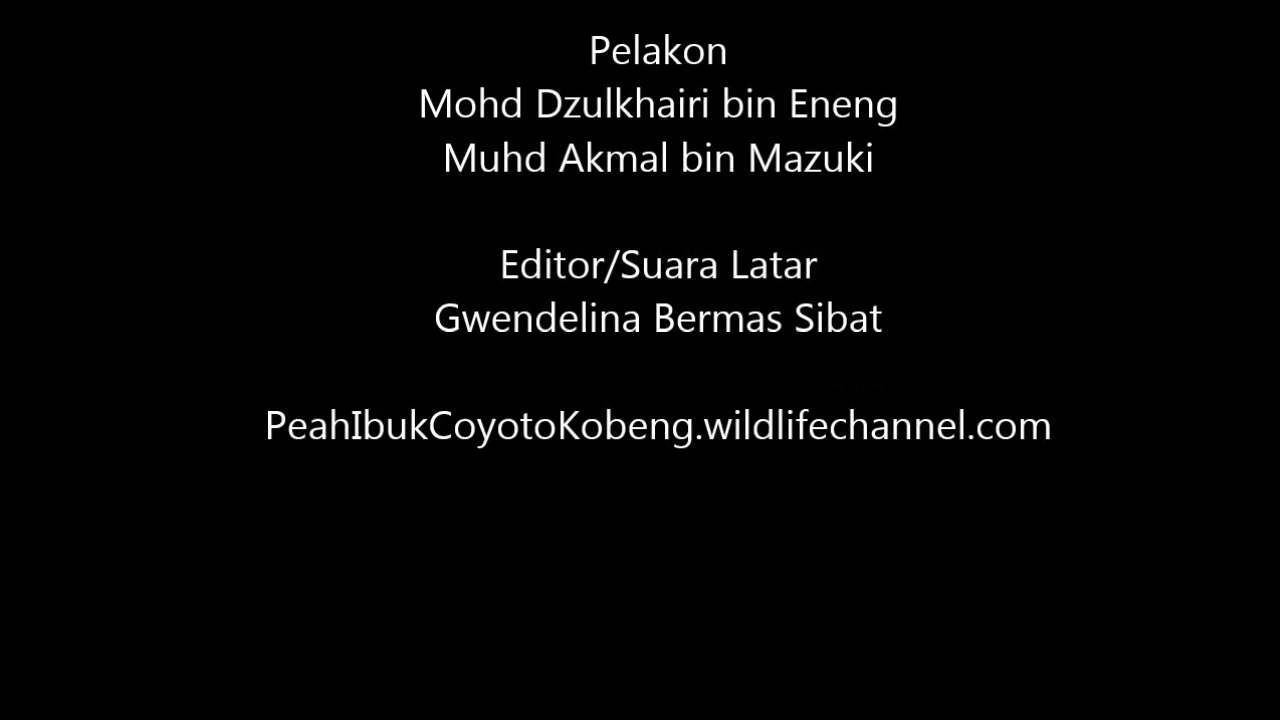 Pelakon
Mohd Dzulkhairi bin Eneng
Muhd Akmal bin Mazuki
Editor/Suara Latar
Gwendelina Bermas Sibat
PeahIbukCoyotoKobeng.wildlifechannel.com